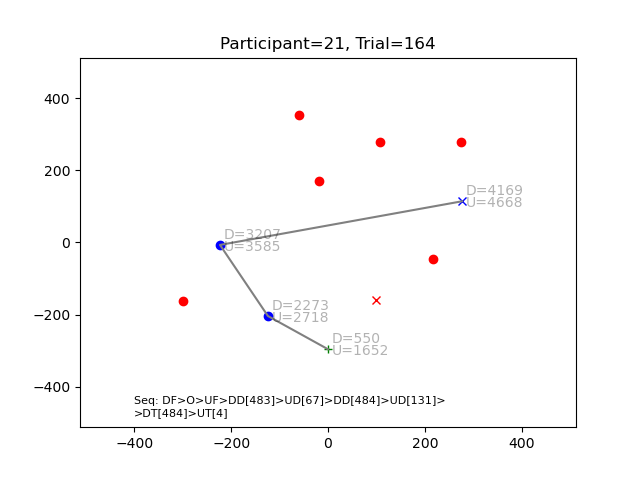 Participant=21, Trial=164
400
200
0
−200
−400
D=4169
U=4668
D=3207
U=3585
D=2273
U=2718
D=550
U=1652
Seq: DF>O>UF>DD[483]>UD[67]>DD[484]>UD[131]>
>DT[484]>UT[4]
−400 −200 0 200 400